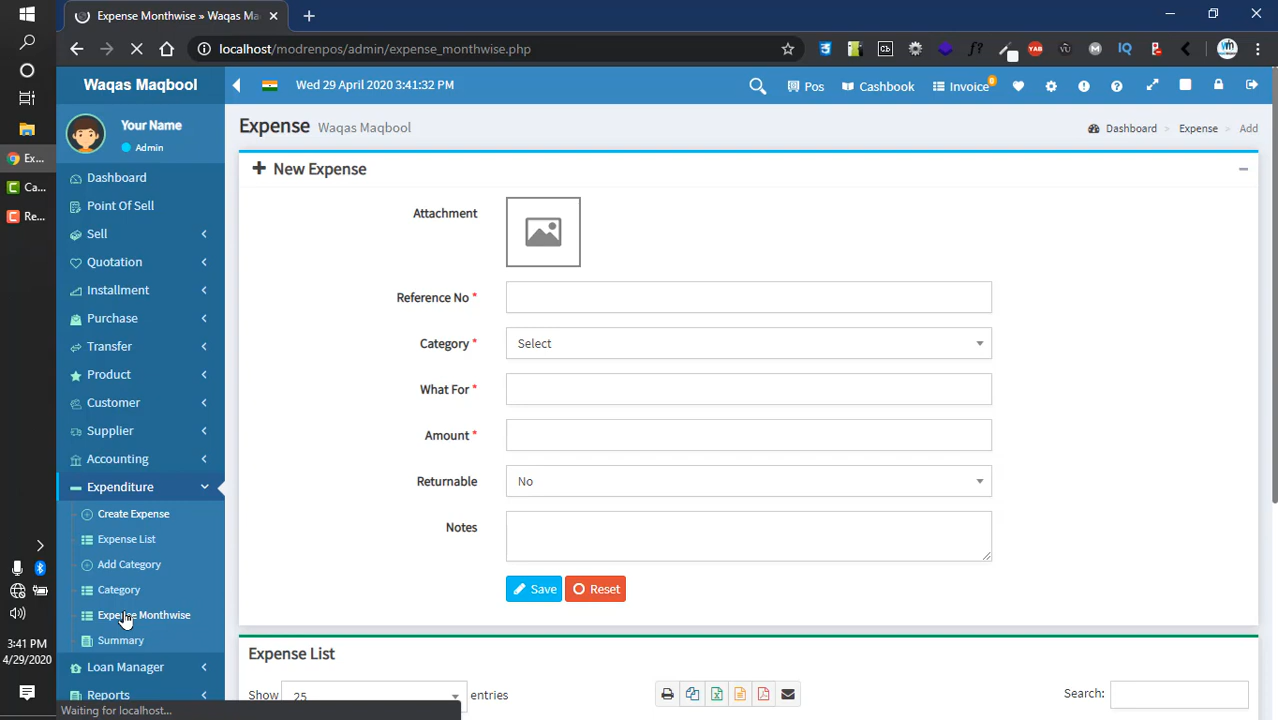 Expense Monthwise » Waqas Ma
localhost/modrenpos/admin/expense_monthwise.php
Waqas Maqbool
Wed 29 April 2020 3:41:32 PM
Pos
Cashbook
Invoice
0
Your Name
Admin
Expense Waqas Maqbool
Dashboard > Expense > Add
Dashboard
Point Of Sell
Sell
Quotation
Installment
Purchase
Transfer
Product
Customer
Supplier
Accounting
Expenditure
Create Expense
Expense List
Add Category
Category
Expense Monthwise
Summary
Loan Manager
Reports
New Expense
Attachment
Reference No *
Category * Select
What For *
Amount *
Returnable No
Notes
Save Reset
Expense List
Show 25 entries
Search:
Ex...
Ca...
Re...
3:41 PM
4/29/2020
Waiting for localhost...